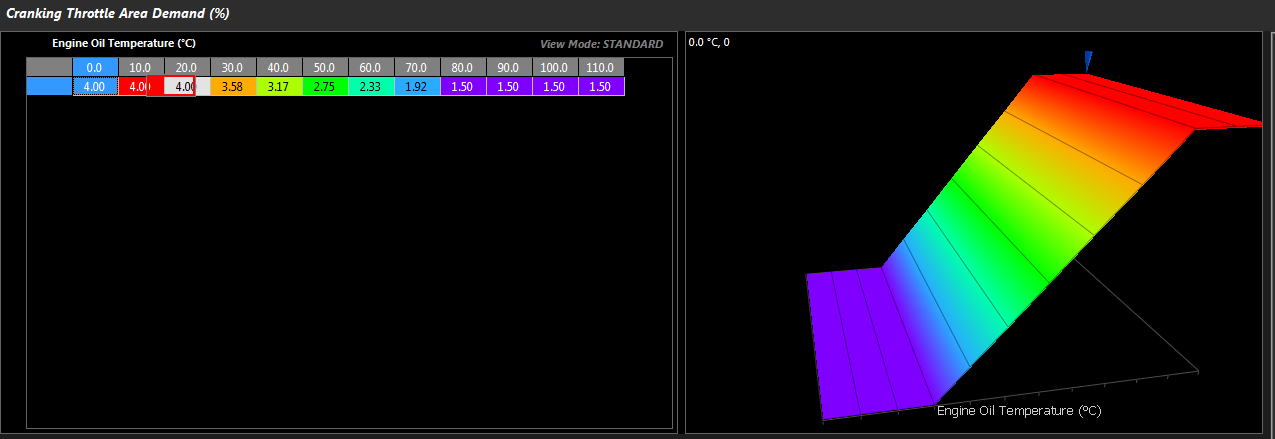 Cranking Throttle Area Demand (%)
Engine Oil Temperature (°C)
View Mode: STANDARD
0.0 10.0 20.0 30.0 40.0 50.0 60.0 70.0 80.0 90.0 100.0 110.0
4.00 4.00 4.00 3.58 3.17 2.75 2.33 1.92 1.50 1.50 1.50 1.50
0.0 °C, 0
Engine Oil Temperature (ºC)